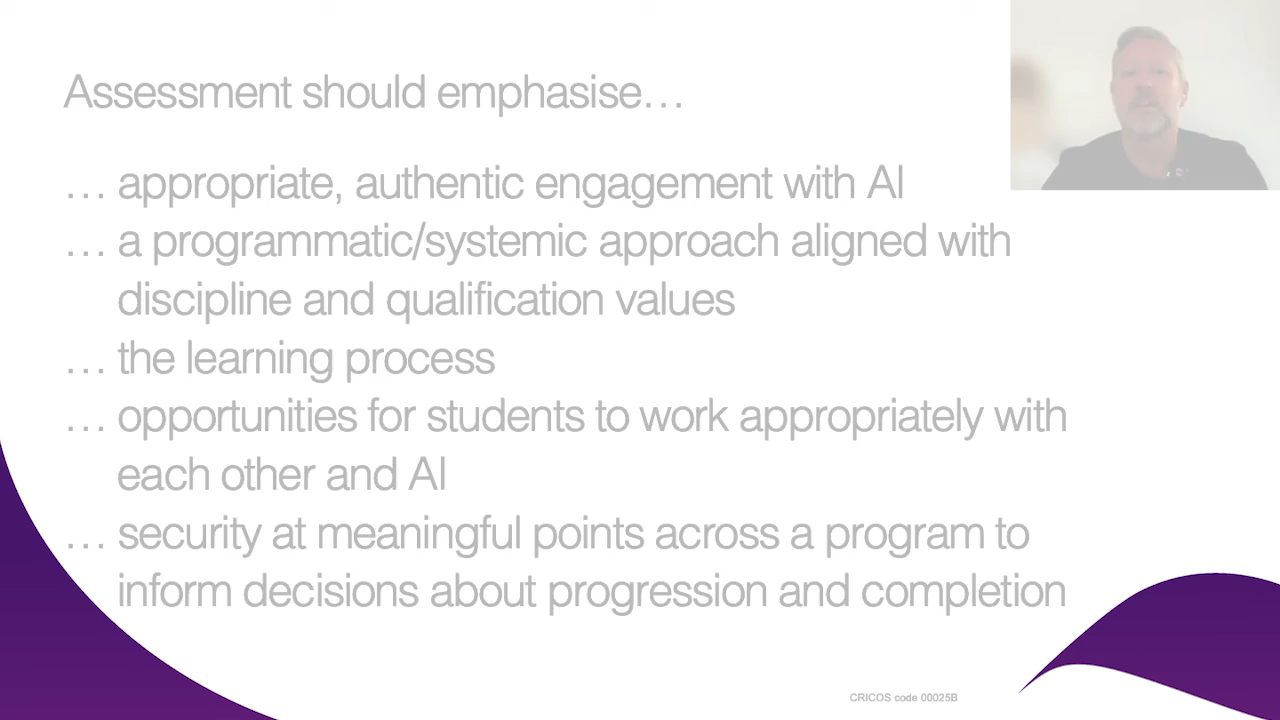 Assessment should emphasise…
… appropriate, authentic engagement with AI
… a programmatic/systemic approach aligned with
discipline and qualification values
… the learning process
… opportunities for students to work appropriately with
each other and AI
… security at meaningful points across a program to
inform decisions about progression and completion
CRICOS code 00025B